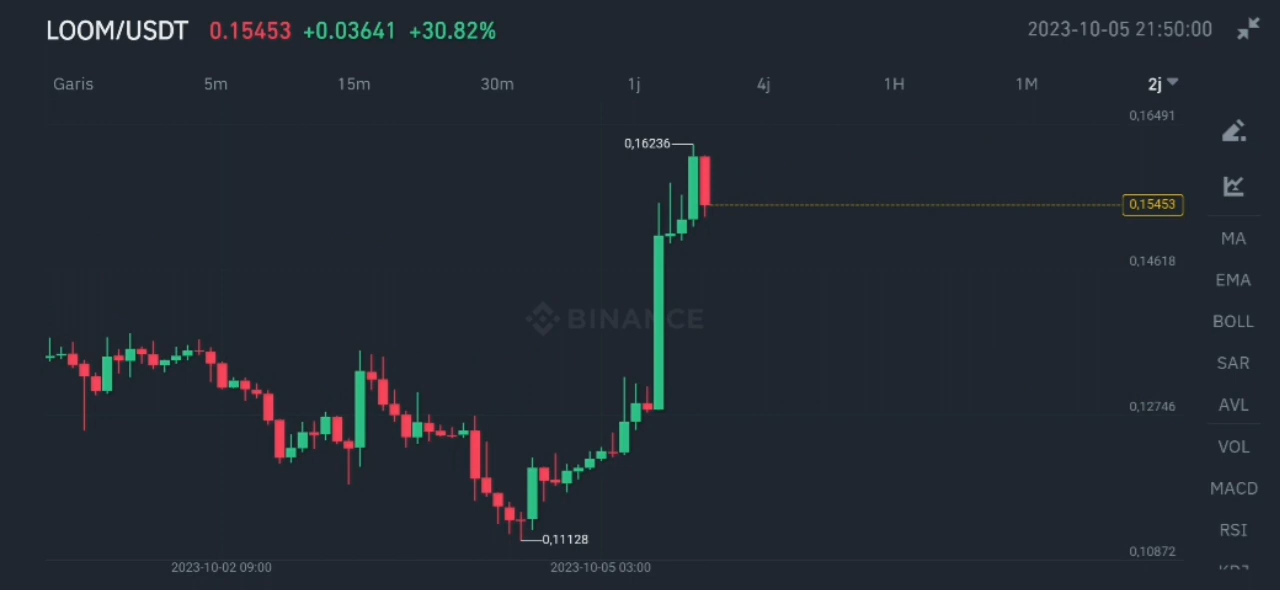 LOOM/USDT 0.15453 +0.03641 +30.82% 2023-10-05 21:50:00
Garis 5m 15m 30m 1j 4j 1H 1M 2j
0,16491
0,16236
0,15453
MA
0,14618
EMA
BINANCE
BOLL
SAR
0,12746 AVL
VOL
MACD
RSI
0,11128
0,10872
2023-10-02 09:00 2023-10-05 03:00